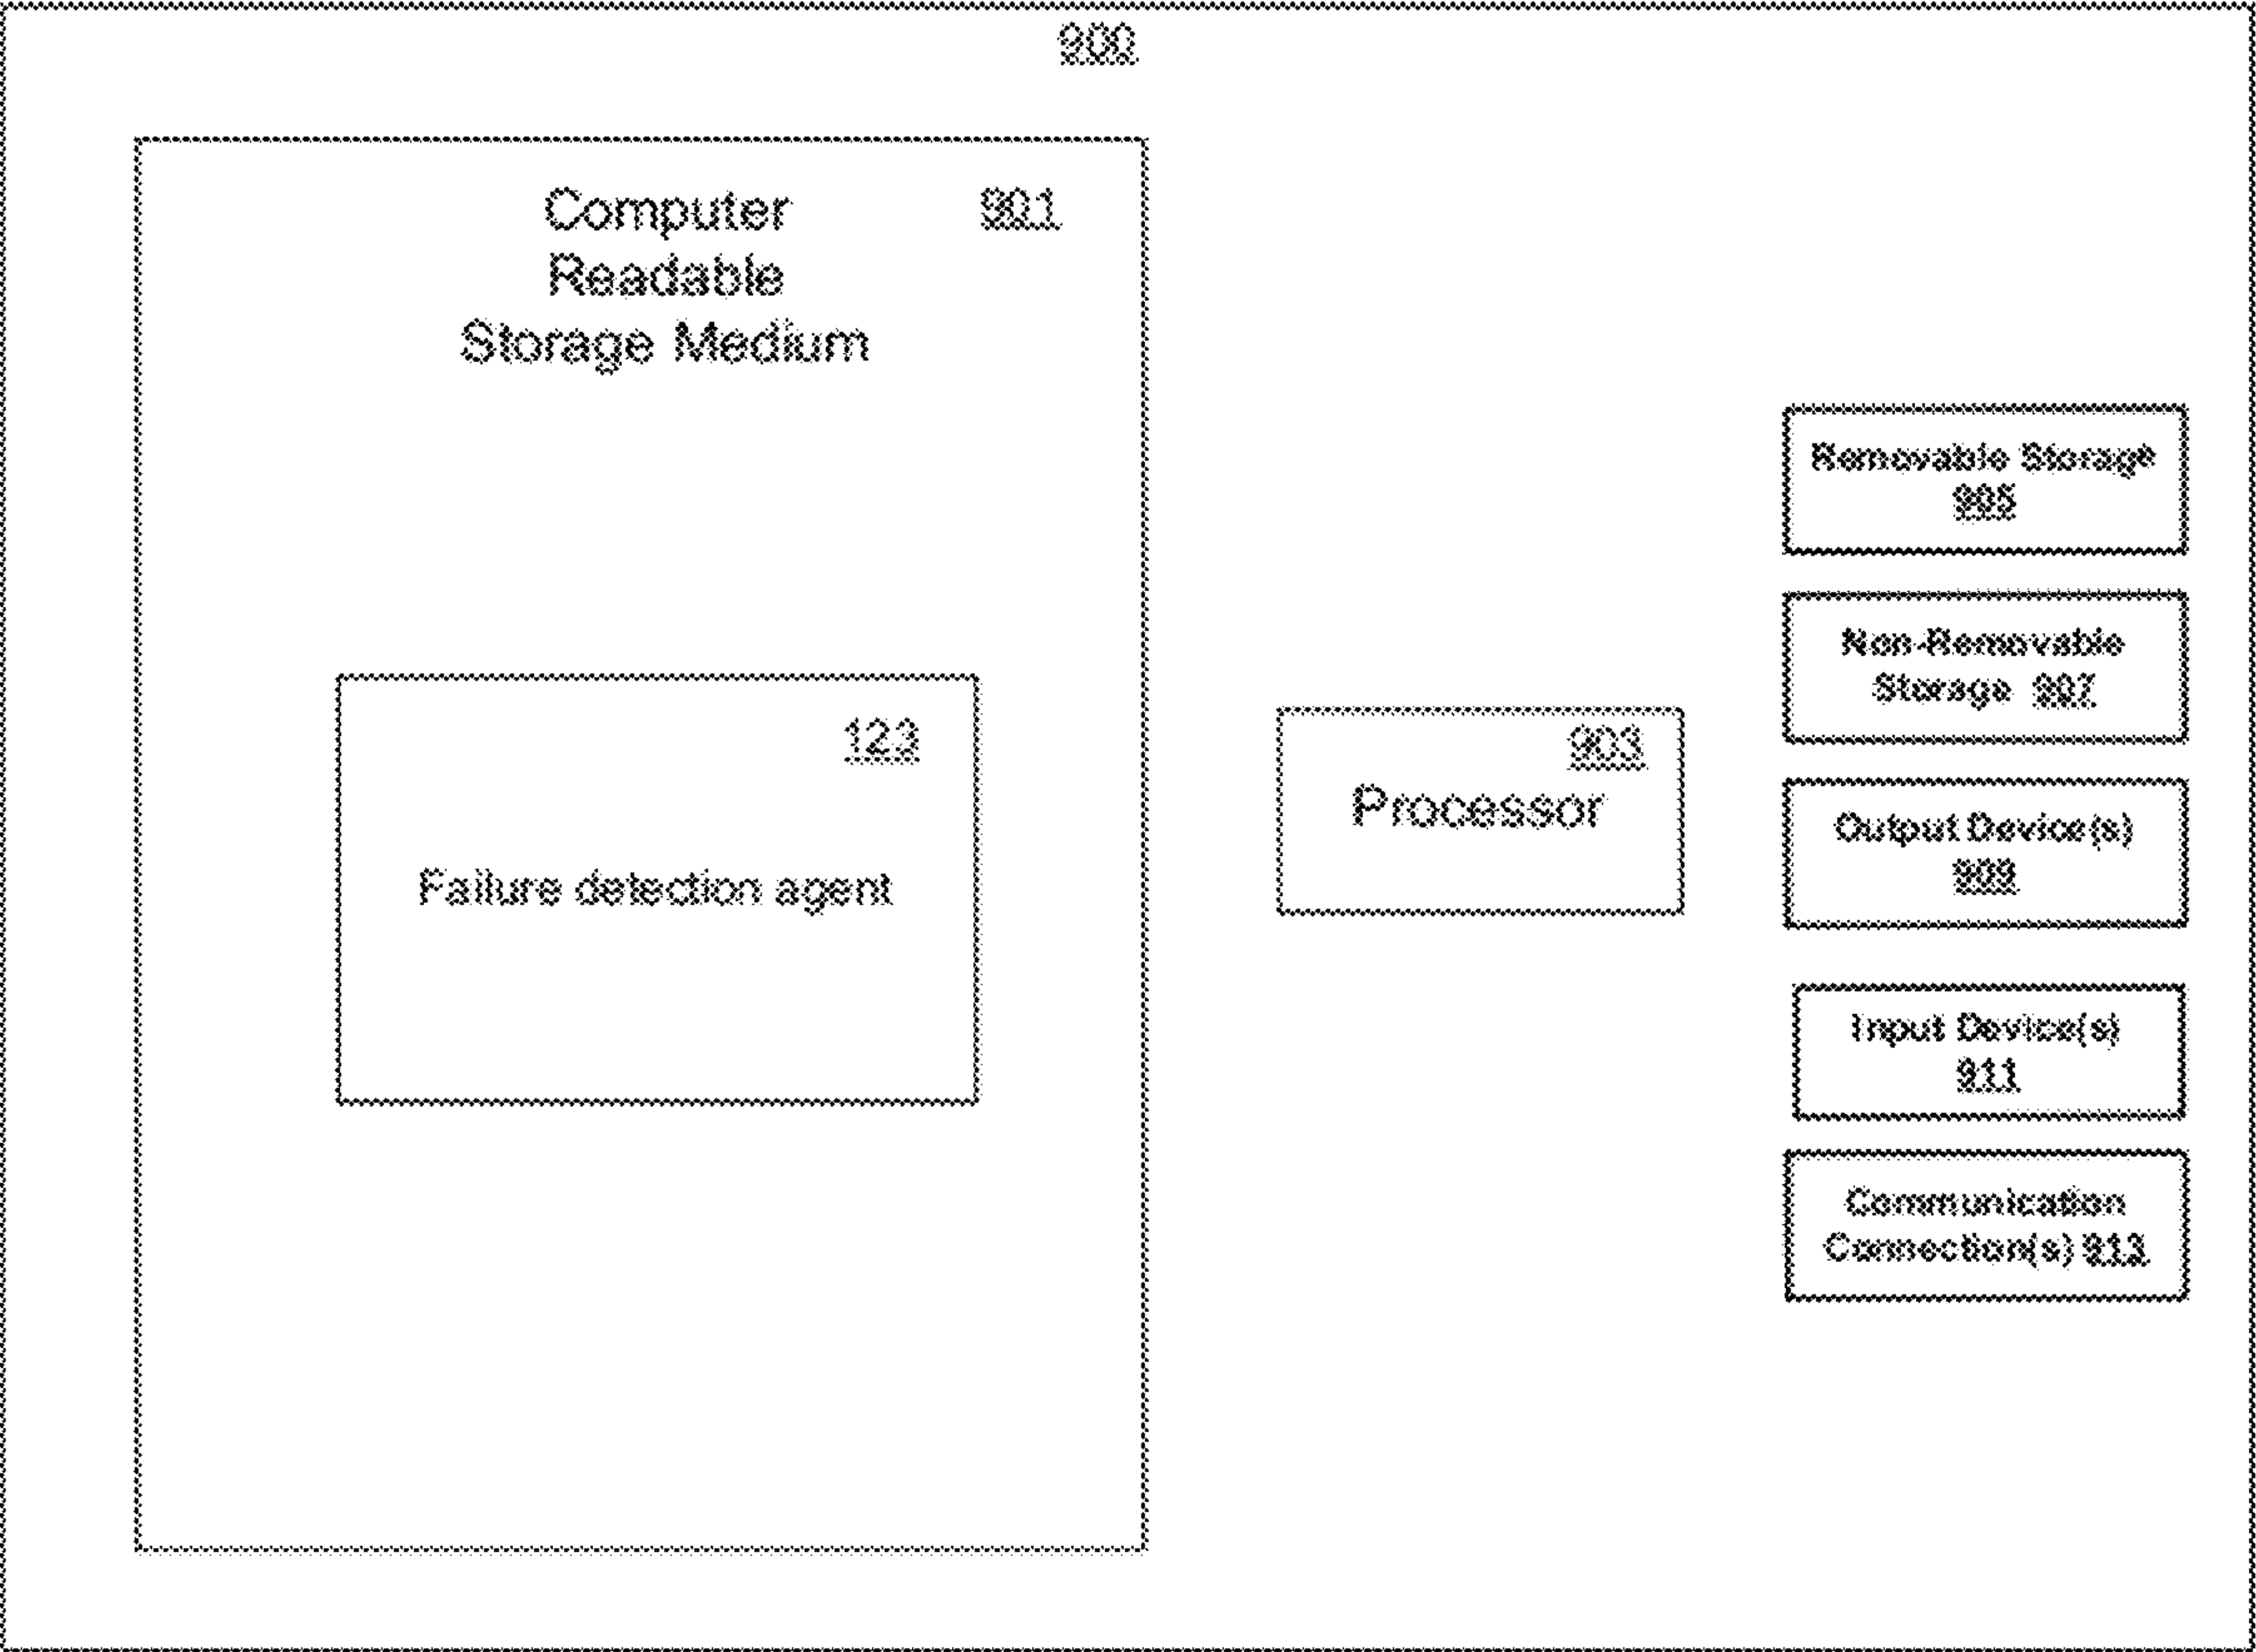 900
Computer 901
Readable
Storage Medium
123
Failure detection agent
903
Processor
Removable Storage
905
Non-Removable
Storage 907
Output Device(s)
909
Input Device(s)
911
Communication
Connection(s) 913